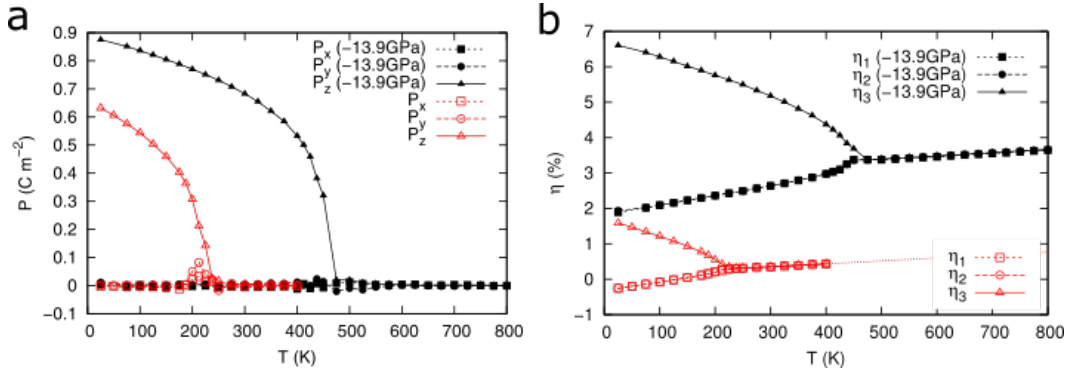 a
0.9
0.8
0.7
0.6
0.5
0.4
0.3
0.2
0.1
0
−0.1
P (C m⁻²)
0 100 200 300 400 500 600 700 800
T (K)
Pₓ (−13.9GPa)
P_y (−13.9GPa)
P_z (−13.9GPa)
Pₓ
P_y
P_z
b
7
6
5
4
3
2
1
0
−1
η (%)
0 100 200 300 400 500 600 700 800
T (K)
η₁ (−13.9GPa)
η₂ (−13.9GPa)
η₃ (−13.9GPa)
η₁
η₂
η₃